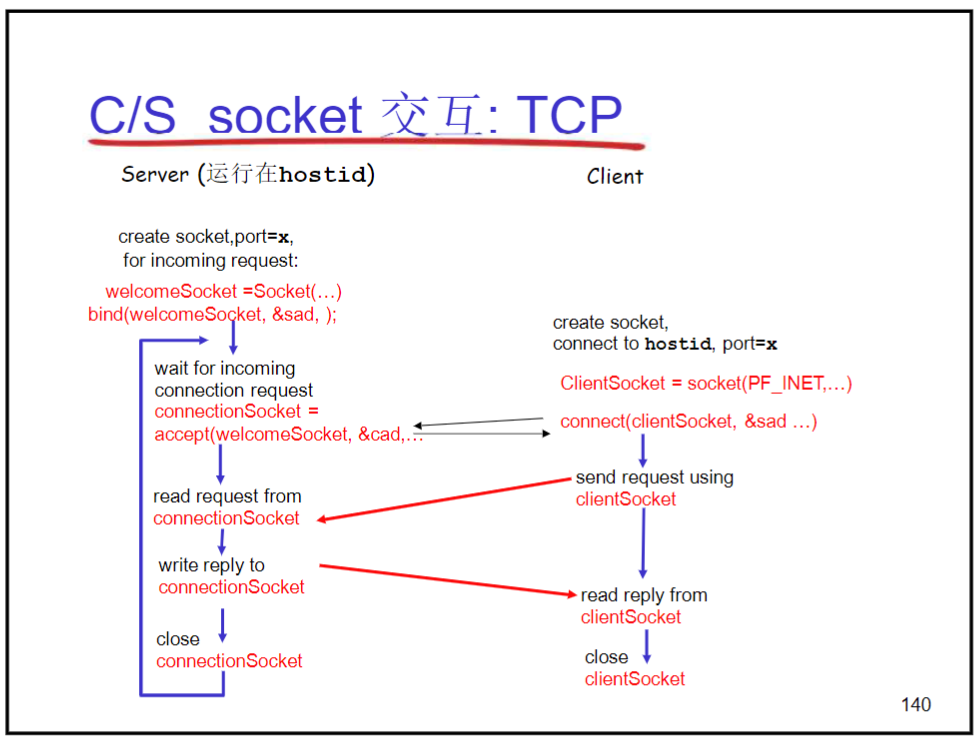 C/S socket 交互: TCP
Server (运行在hostid)
create socket,port=x,
for incoming request:
welcomeSocket =Socket(…)
bind(welcomeSocket, &sad, );
wait for incoming
connection request
connectionSocket =
accept(welcomeSocket, &cad,…
read request from
connectionSocket
write reply to
connectionSocket
close
connectionSocket
Client
create socket,
connect to hostid, port=x
ClientSocket = socket(PF_INET,…)
connect(clientSocket, &sad …)
send request using
clientSocket
read reply from
clientSocket
close
clientSocket
140